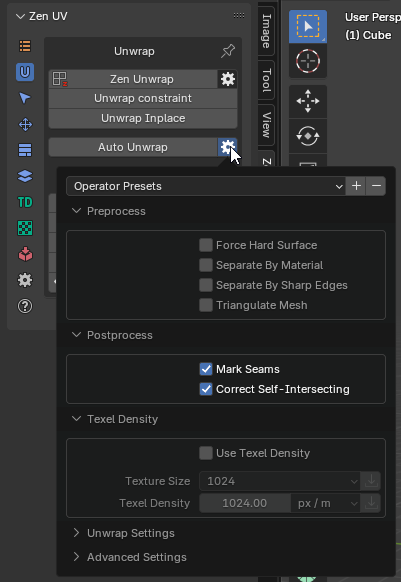 Zen UV
User Persp
(1) Cube
Unwrap
Zen Unwrap
Unwrap constraint
Unwrap Inplace
Auto Unwrap
Image
Tool
View
Z
TD
Operator Presets
Preprocess
Force Hard Surface
Separate By Material
Separate By Sharp Edges
Triangulate Mesh
Postprocess
Mark Seams
Correct Self-Intersecting
Texel Density
Use Texel Density
Texture Size 1024
Texel Density 1024.00 px / m
Unwrap Settings
Advanced Settings